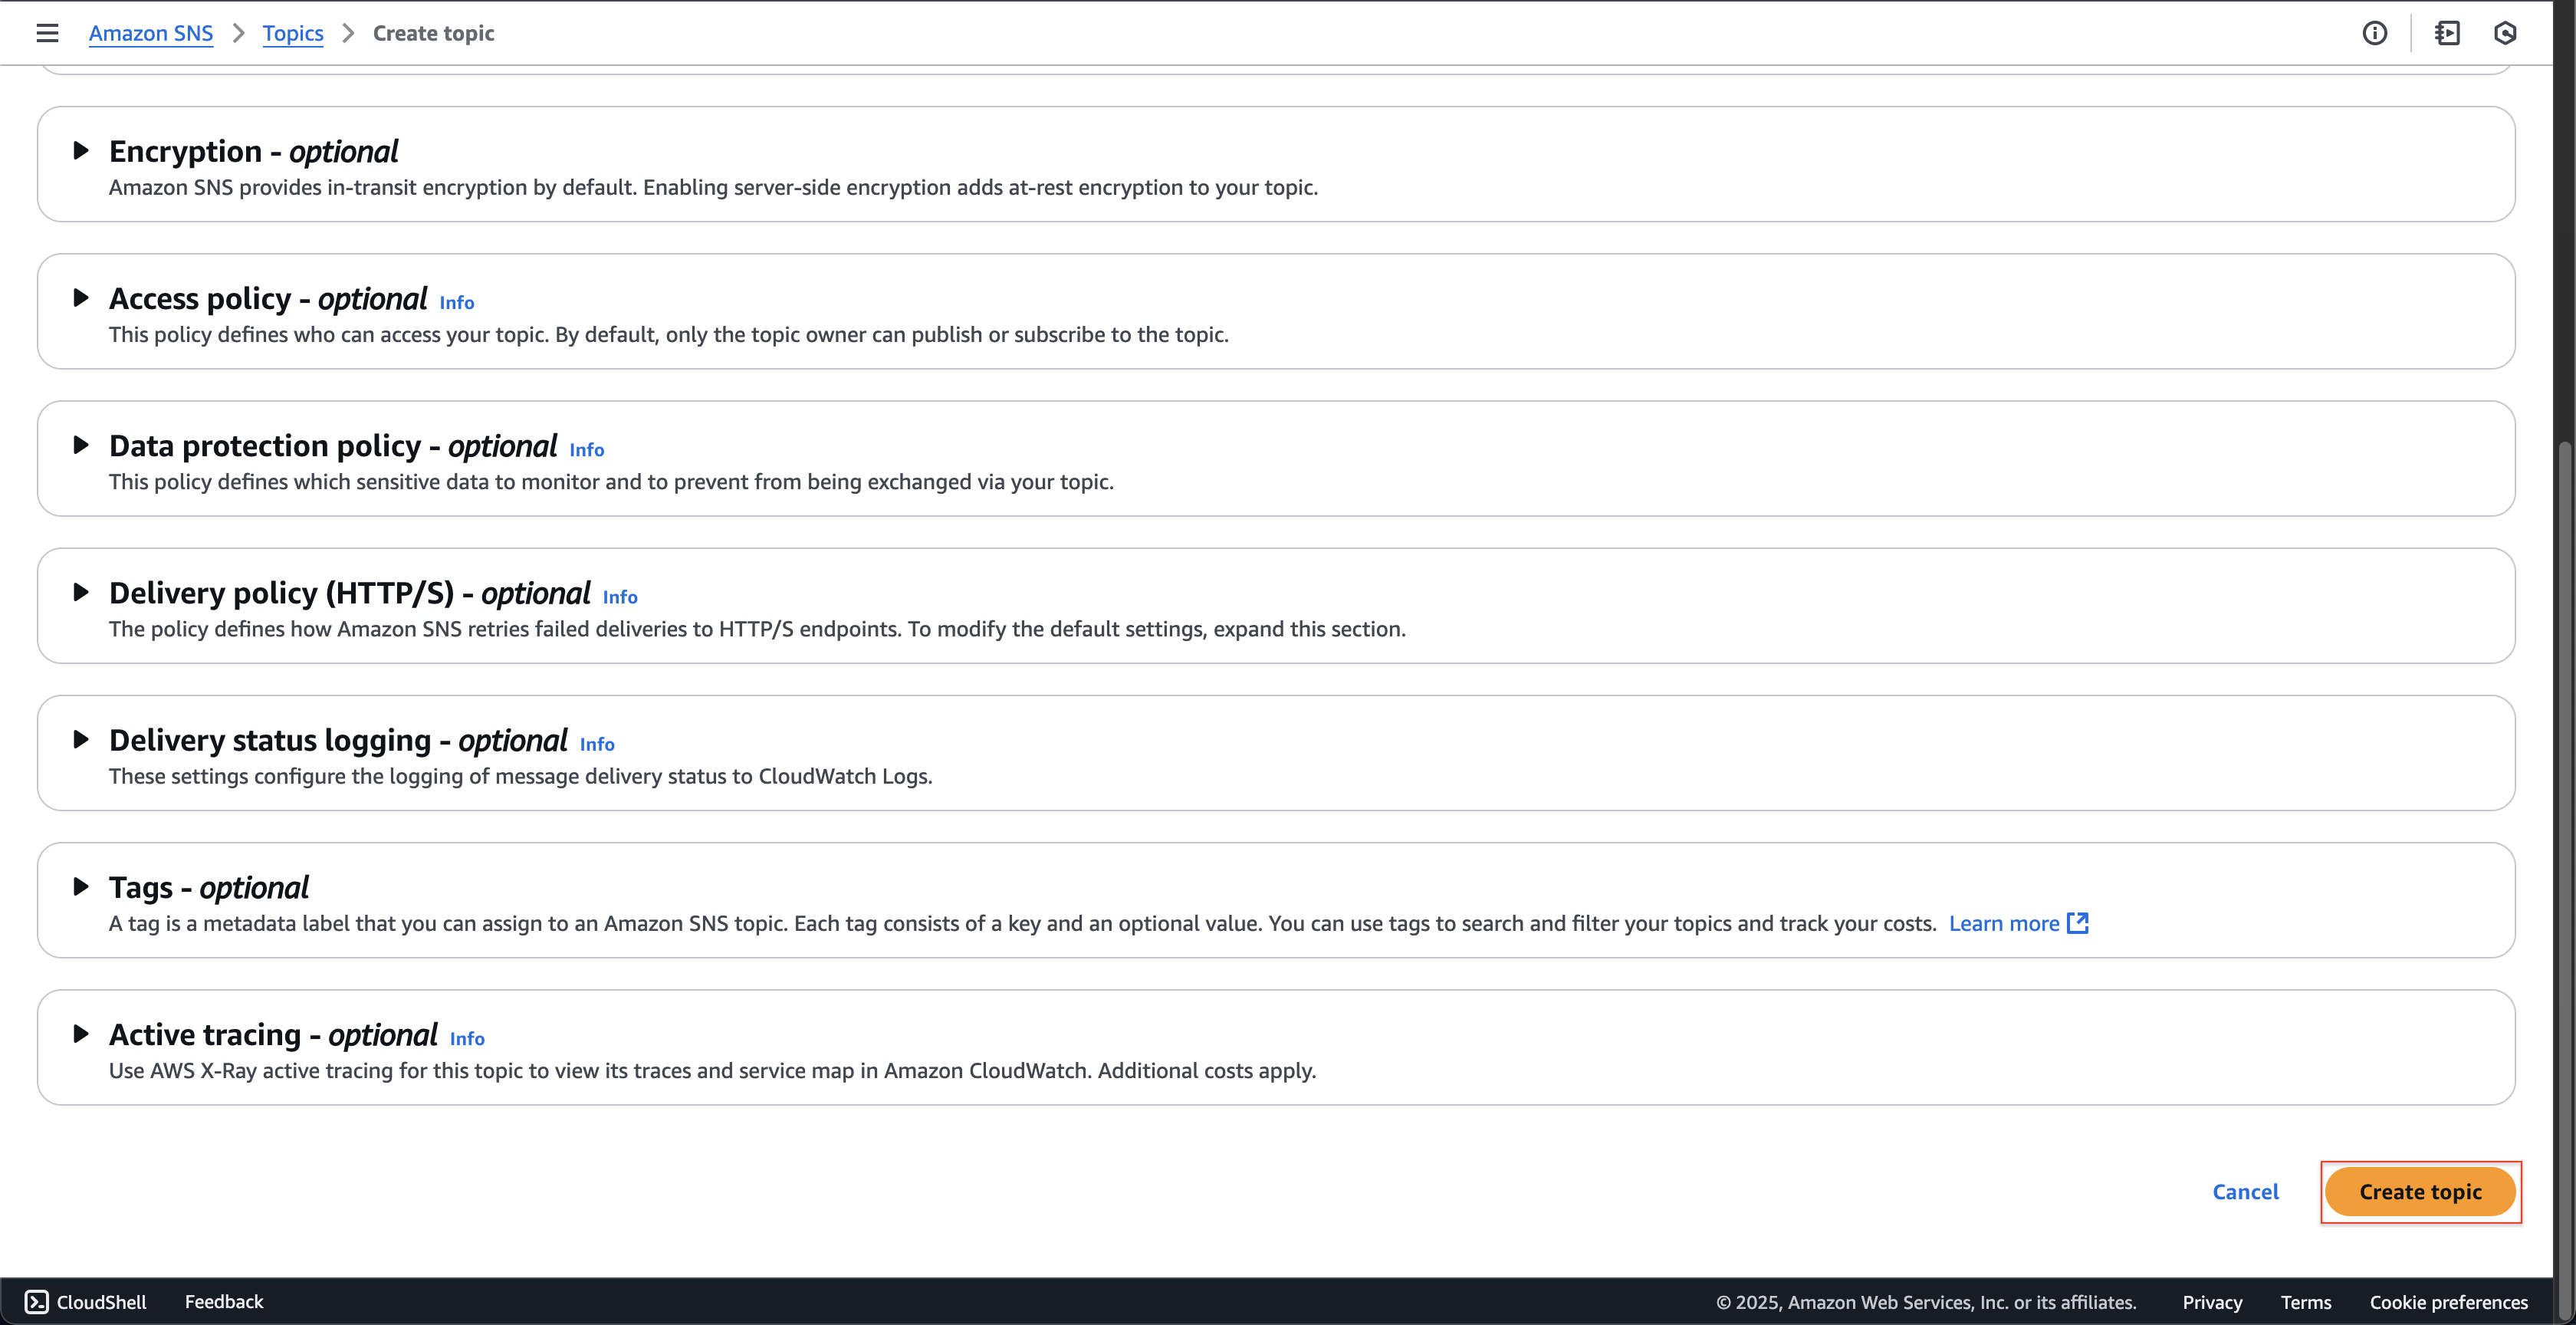 Amazon SNS > Topics > Create topic
Encryption - optional
Amazon SNS provides in-transit encryption by default. Enabling server-side encryption adds at-rest encryption to your topic.
Access policy - optional Info
This policy defines who can access your topic. By default, only the topic owner can publish or subscribe to the topic.
Data protection policy - optional Info
This policy defines which sensitive data to monitor and to prevent from being exchanged via your topic.
Delivery policy (HTTP/S) - optional Info
The policy defines how Amazon SNS retries failed deliveries to HTTP/S endpoints. To modify the default settings, expand this section.
Delivery status logging - optional Info
These settings configure the logging of message delivery status to CloudWatch Logs.
Tags - optional
A tag is a metadata label that you can assign to an Amazon SNS topic. Each tag consists of a key and an optional value. You can use tags to search and filter your topics and track your costs. Learn more
Active tracing - optional Info
Use AWS X-Ray active tracing for this topic to view its traces and service map in Amazon CloudWatch. Additional costs apply.
Cancel Create topic
CloudShell Feedback © 2025, Amazon Web Services, Inc. or its affiliates. Privacy Terms Cookie preferences